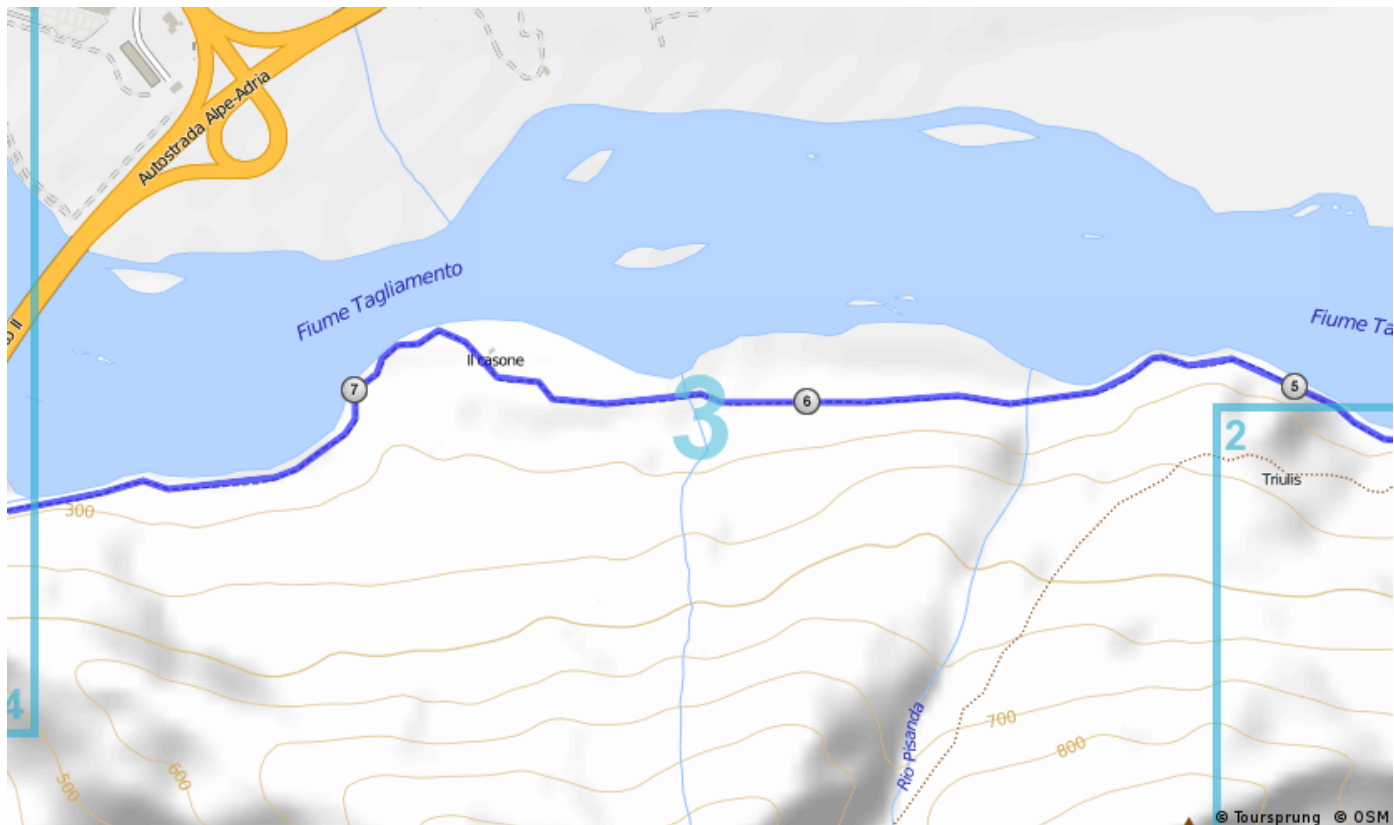 Autostrada Alpe-Adria
Fiume Tagliamento
Fiume Ta
Il casone
7
3
6
5
2
Triulis
300
4
500
600
Rio Pisanda
700
800
© Toursprung © OSM